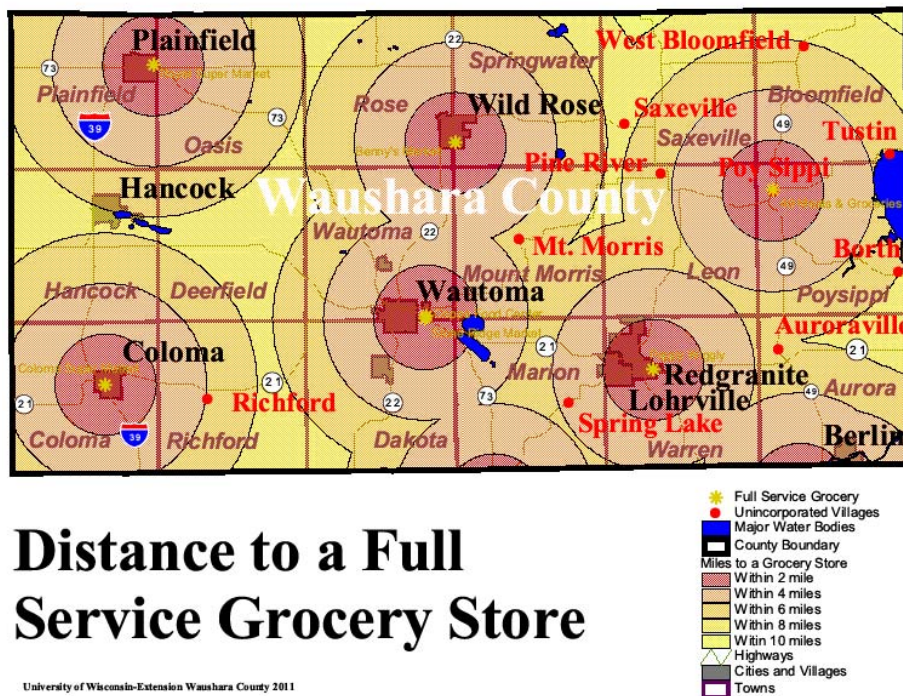 Plainfield
22
West Bloomfield
73
Springwater
Plainfield
Rose
Wild Rose
Saxeville
Bloomfield
39
73
49
Oasis
Saxeville
Tustin
Pine River
Poy Sippi
Hancock
Waushara County
Wautoma
22
Mt. Morris
Borth
Mount Morris
Leon
49
Hancock
Deerfield
Wautoma
Poysippi
Coloma
21
Auroraville
21
Marion
Redgranite
21
Richford
22
73
Lohrville
49
Aurora
Spring Lake
Coloma
39
Richford
Dakota
Warren
Berlin
Distance to a Full
Service Grocery Store
University of Wisconsin-Extension Waushara County 2011
Full Service Grocery
Unincorporated Villages
Major Water Bodies
County Boundary
Miles to a Grocery Store
Within 2 mile
Within 4 miles
Within 6 miles
Within 8 miles
Witin 10 miles
Highways
Cities and Villages
Towns